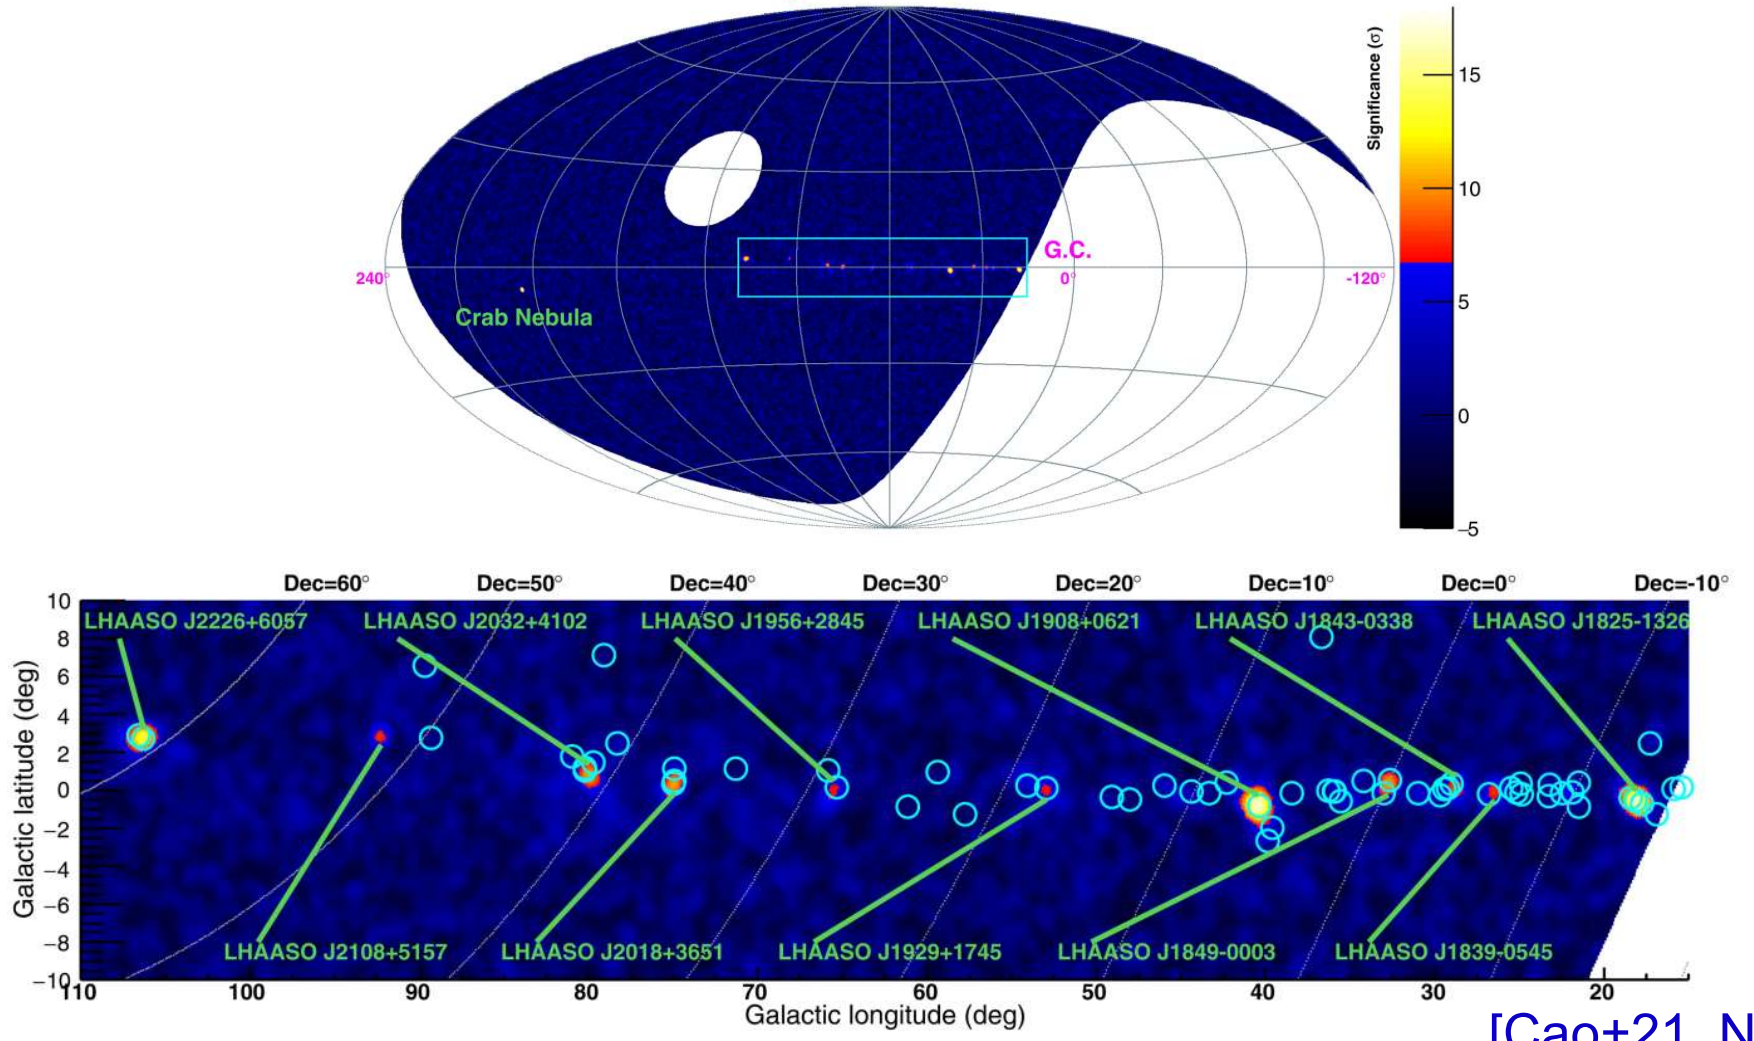 Significance (σ)
15
10
5
0
−5
G.C.
240°
0°
-120°
Crab Nebula
Dec=60° Dec=50° Dec=40° Dec=30° Dec=20° Dec=10° Dec=0° Dec=-10°
LHAASO J2226+6057 LHAASO J2032+4102 LHAASO J1956+2845 LHAASO J1908+0621 LHAASO J1843-0338 LHAASO J1825-1326
10
8
6
4
2
0
−2
−4
−6
−8
−10
Galactic latitude (deg)
LHAASO J2108+5157 LHAASO J2018+3651 LHAASO J1929+1745 LHAASO J1849-0003 LHAASO J1839-0545
110 100 90 80 70 60 50 40 30 20
Galactic longitude (deg)
[Cao+21, N